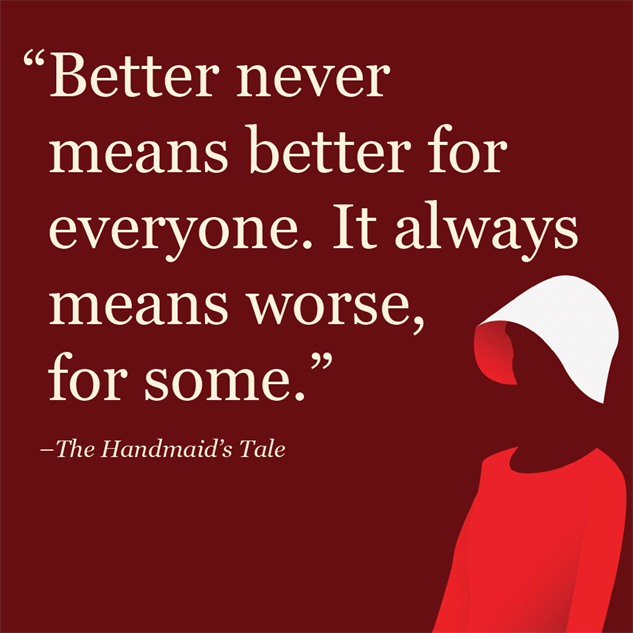 “Better never
means better for
everyone. It always
means worse,
for some.”
–The Handmaid’s Tale